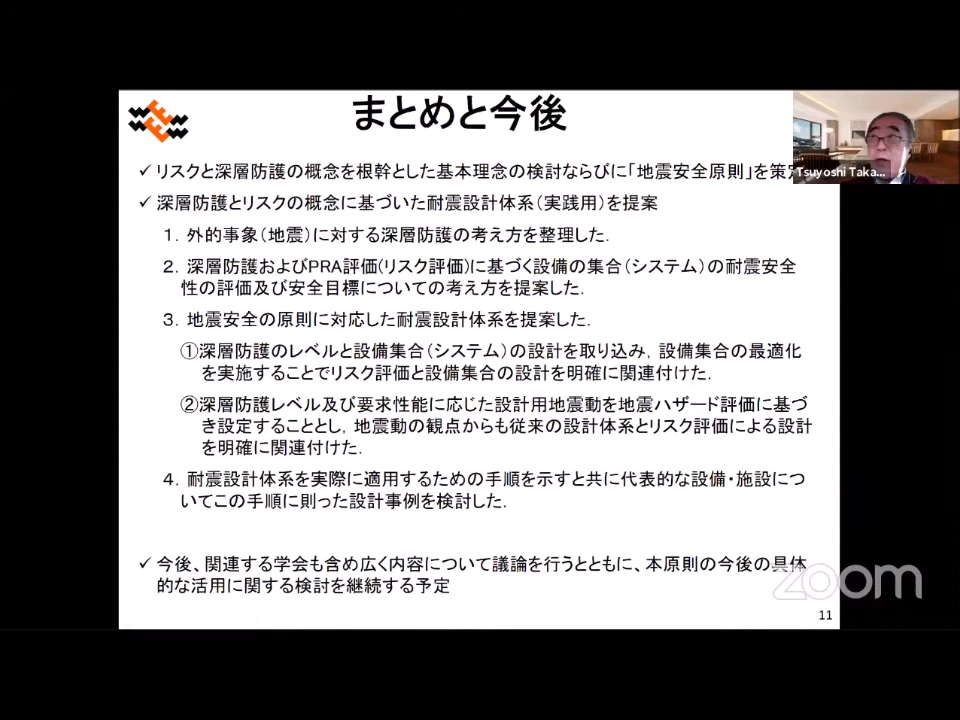 まとめと今後
✓リスクと深層防護の概念を根幹とした基本理念の検討ならびに「地震安全原則」を策定
Tsuyoshi Taka...
✓深層防護とリスクの概念に基づいた耐震設計体系（実践用）を提案
1．外的事象（地震）に対する深層防護の考え方を整理した．
2．深層防護およびPRA評価(リスク評価)に基づく設備の集合（システム）の耐震安全
性の評価及び安全目標についての考え方を提案した．
3．地震安全の原則に対応した耐震設計体系を提案した．
①深層防護のレベルと設備集合（システム）の設計を取り込み，設備集合の最適化
を実施することでリスク評価と設備集合の設計を明確に関連付けた．
②深層防護レベル及び要求性能に応じた設計用地震動を地震ハザード評価に基づ
き設定することとし，地震動の観点からも従来の設計体系とリスク評価による設計
を明確に関連付けた．
4．耐震設計体系を実際に適用するための手順を示すと共に代表的な設備・施設につ
いてこの手順に則った設計事例を検討した．
✓今後、関連する学会も含め広く内容について議論を行うとともに、本原則の今後の具体
的な活用に関する検討を継続する予定
zoom
11